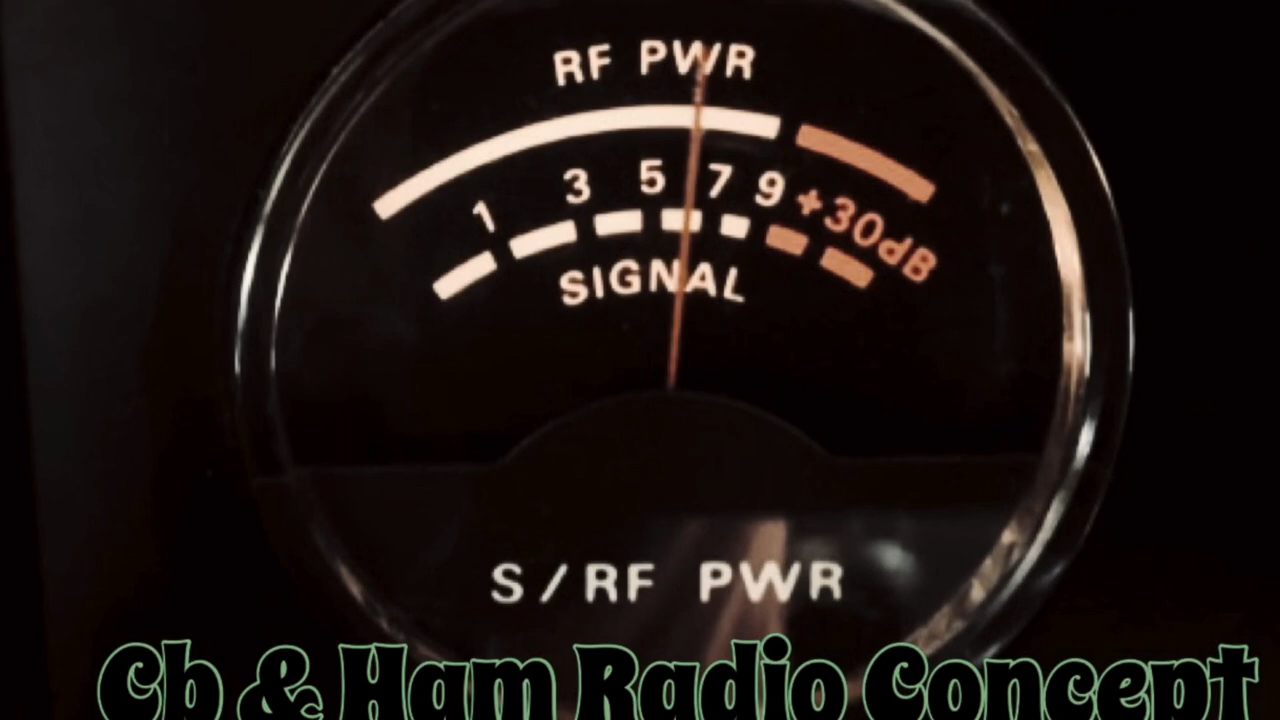 RF PWR
1 3 5 7 9 +30dB
SIGNAL
S/RF PWR
Cb & Ham Radio Concept